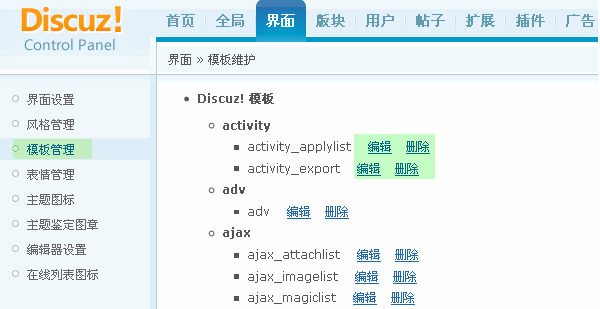 Discuz!
Control Panel
首页 全局 界面 版块 用户 帖子 扩展 插件 广告
界面 » 模板维护
界面设置
风格管理
模板管理
表情管理
主题图标
主题鉴定图章
编辑器设置
在线列表图标
Discuz! 模板
activity
activity_applylist 编辑 删除
activity_export 编辑 删除
adv
adv 编辑 删除
ajax
ajax_attachlist 编辑 删除
ajax_imagelist 编辑 删除
ajax_magiclist 编辑 删除